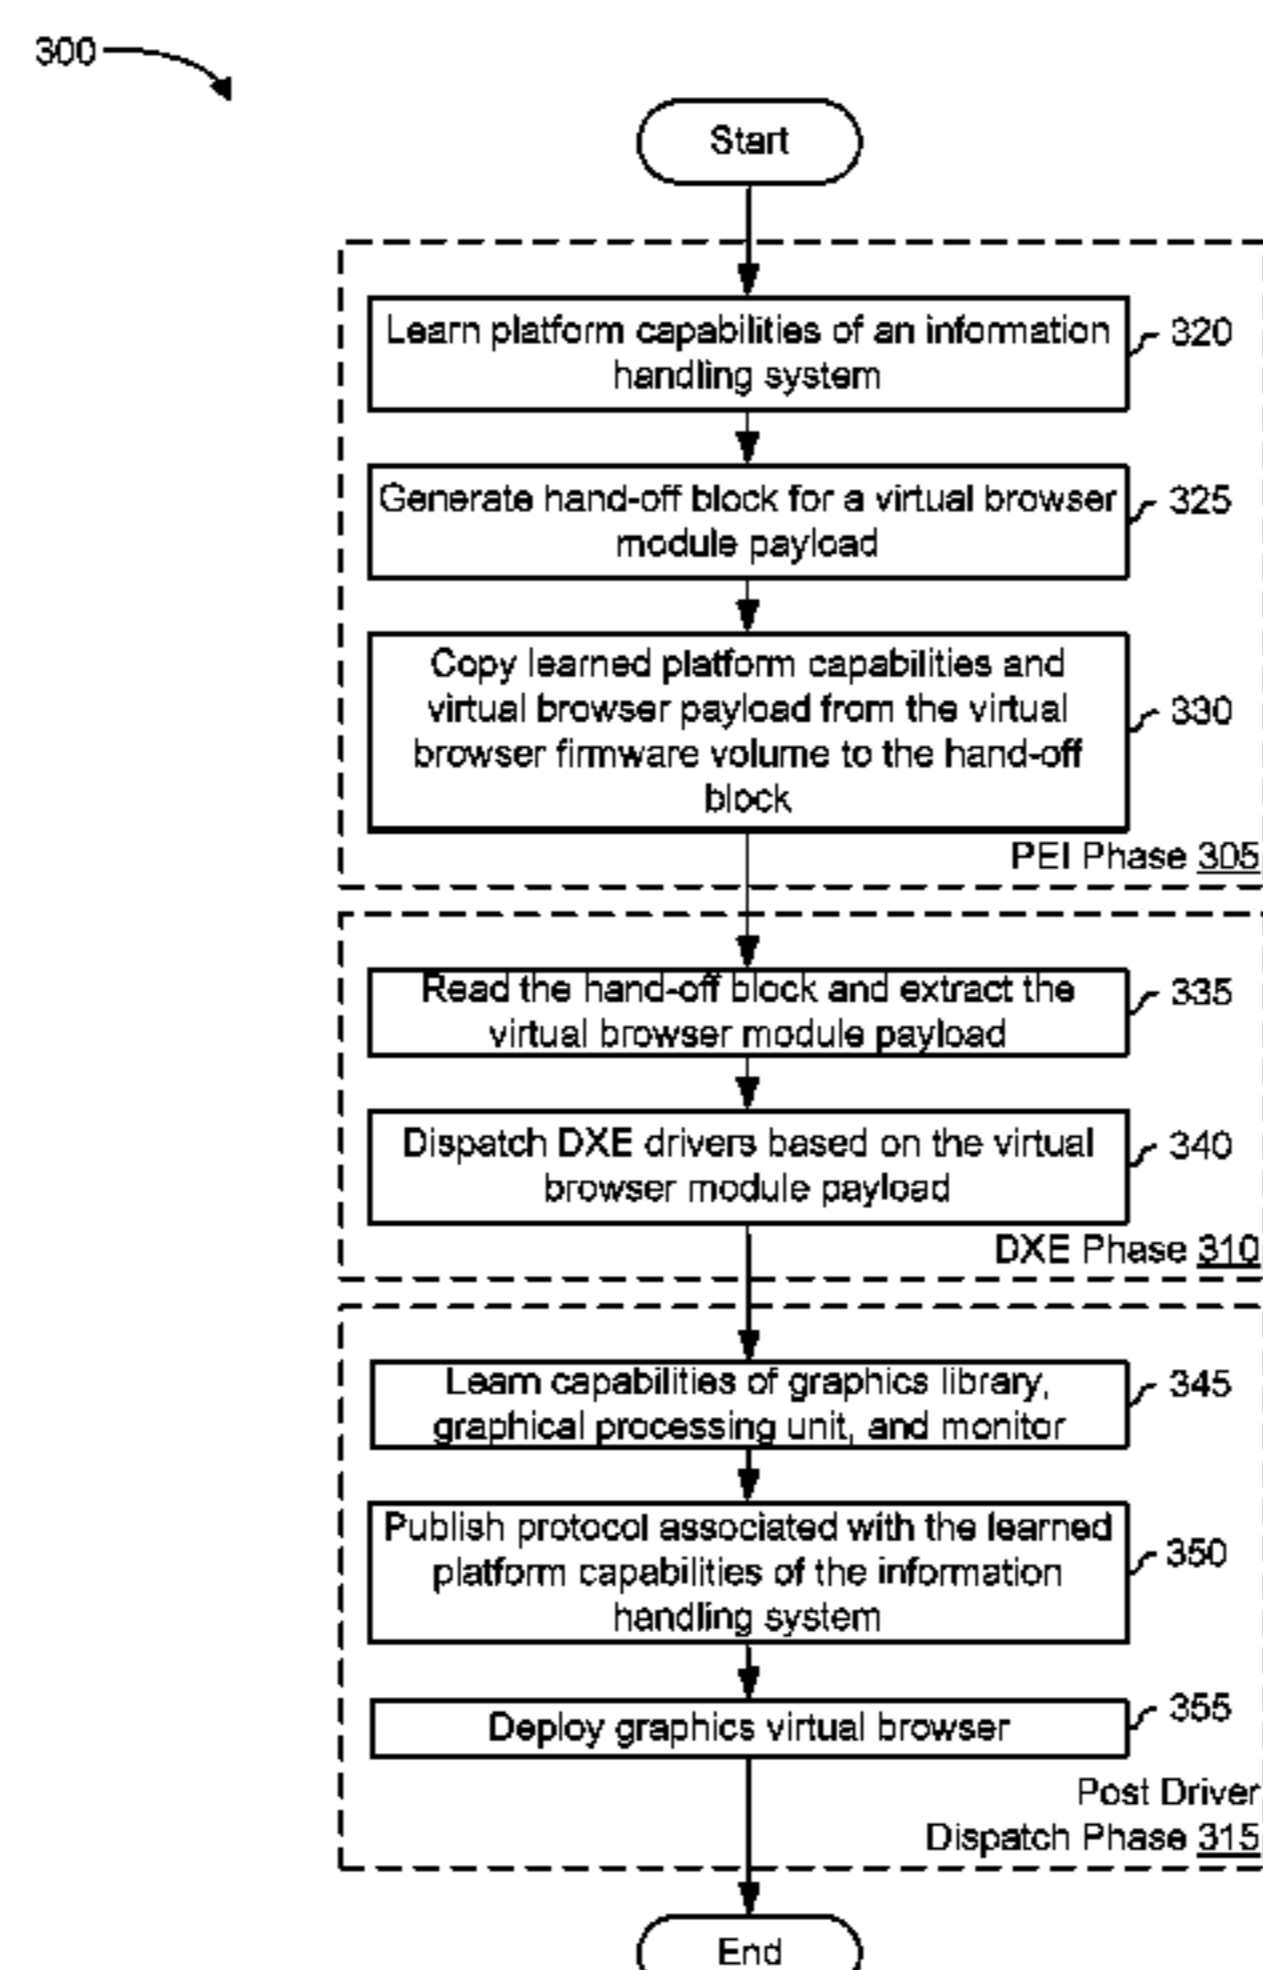 300
Start
Learn platform capabilities of an information
handling system
320
Generate hand-off block for a virtual browser
module payload
325
Copy learned platform capabilities and
virtual browser payload from the virtual
browser firmware volume to the hand-off
block
330
PEI Phase 305
Read the hand-off block and extract the
virtual browser module payload
335
Dispatch DXE drivers based on the virtual
browser module payload
340
DXE Phase 310
Learn capabilities of graphics library,
graphical processing unit, and monitor
345
Publish protocol associated with the learned
platform capabilities of the information
handling system
350
Deploy graphics virtual browser
355
Post Driver
Dispatch Phase 315
End